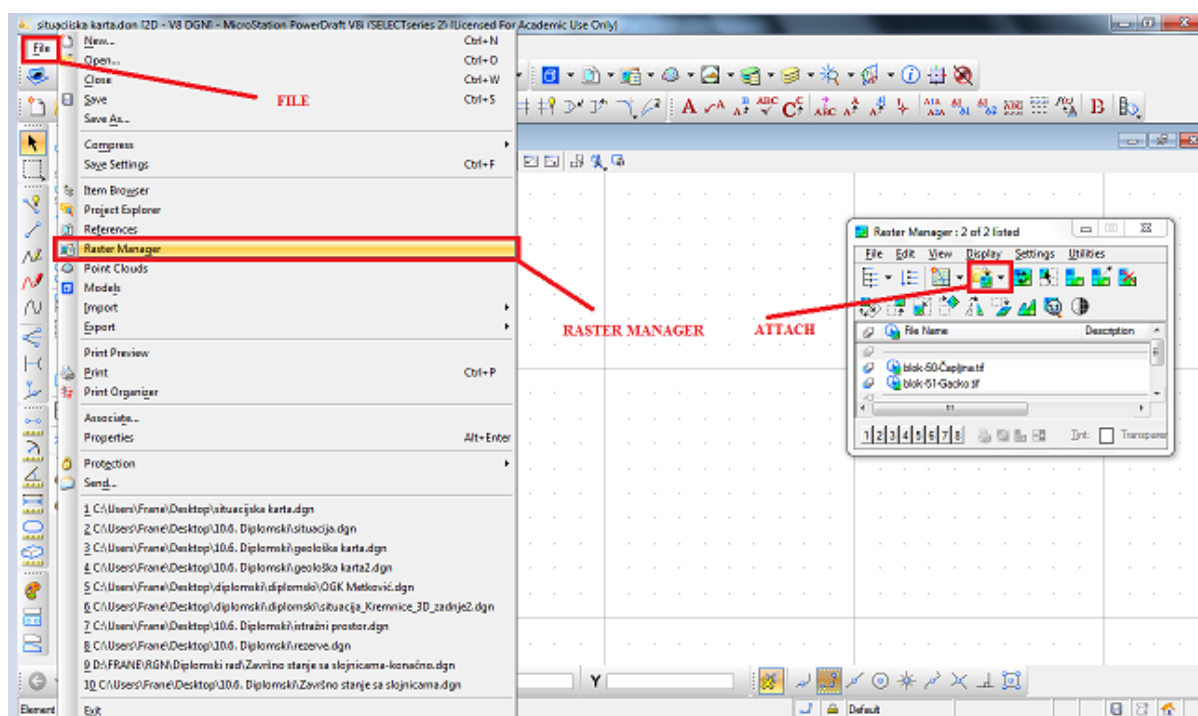 situacijska karta.dgn [2D - V8 DGN] - MicroStation PowerDraft V8i (SELECTseries 2) (Licensed For Academic Use Only)
File
New... Ctrl+N
Open... Ctrl+O
Close Ctrl+W
FILE
Save Ctrl+S
Save As...
Compress
Save Settings Ctrl+F
Item Browser
Project Explorer
References
Raster Manager
Point Clouds
Models
Import
Export
Print Preview
Print Ctrl+P
Print Organizer
Associate...
Properties Alt+Enter
Protection
Send...
1 C:\Users\Frane\Desktop\situacijska karta.dgn
2 C:\Users\Frane\Desktop\10.6. Diplomski\situacija.dgn
3 C:\Users\Frane\Desktop\10.6. Diplomski\geološka karta.dgn
4 C:\Users\Frane\Desktop\10.6. Diplomski\geološka karta2.dgn
5 C:\Users\Frane\Desktop\diplomski\diplomski\OGK Metković.dgn
6 C:\Users\Frane\Desktop\diplomski\diplomski\situacija_Kremnice_3D_zadnje2.dgn
7 C:\Users\Frane\Desktop\10.6. Diplomski\istražni prostor.dgn
8 C:\Users\Frane\Desktop\10.6. Diplomski\rezerve.dgn
9 D:\FRANE\RGN\Diplomski rad\Završno stanje sa slojnicama-konačno.dgn
10 C:\Users\Frane\Desktop\10.6. Diplomski\Završno stanje sa slojnicama.dgn
Exit
RASTER MANAGER
ATTACH
Raster Manager : 2 of 2 listed
File Edit View Display Settings Utilities
File Name Description
blok-50-Čapljina.tif
blok-51-Gacko.tif
1 2 3 4 5 6 7 8 Tint: Transparen
Y
Element
Default